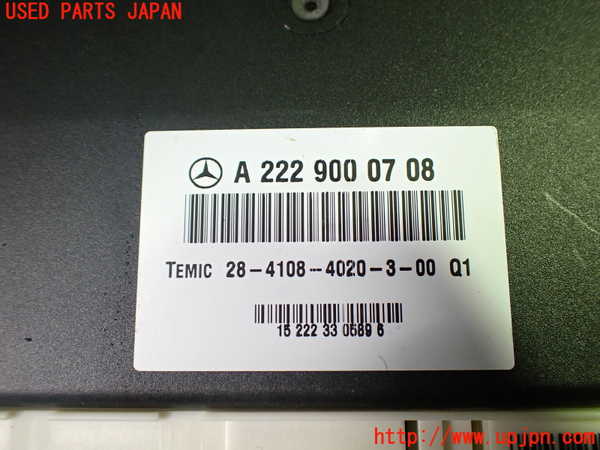 USED PARTS JAPAN
A 222 900 07 08
TEMIC 28-4108-4020-3-00 Q1
15 222 33 0589 6
http://www.upjpn.com/